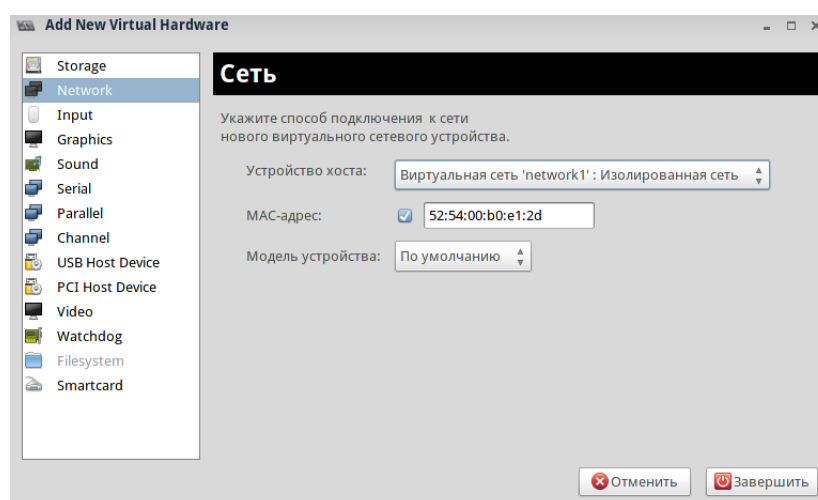 Add New Virtual Hardware
Storage
Network
Input
Graphics
Sound
Serial
Parallel
Channel
USB Host Device
PCI Host Device
Video
Watchdog
Filesystem
Smartcard
Сеть
Укажите способ подключения к сети
нового виртуального сетевого устройства.
Устройство хоста: Виртуальная сеть 'network1' : Изолированная сеть
MAC-адрес: 52:54:00:b0:e1:2d
Модель устройства: По умолчанию
Отменить Завершить